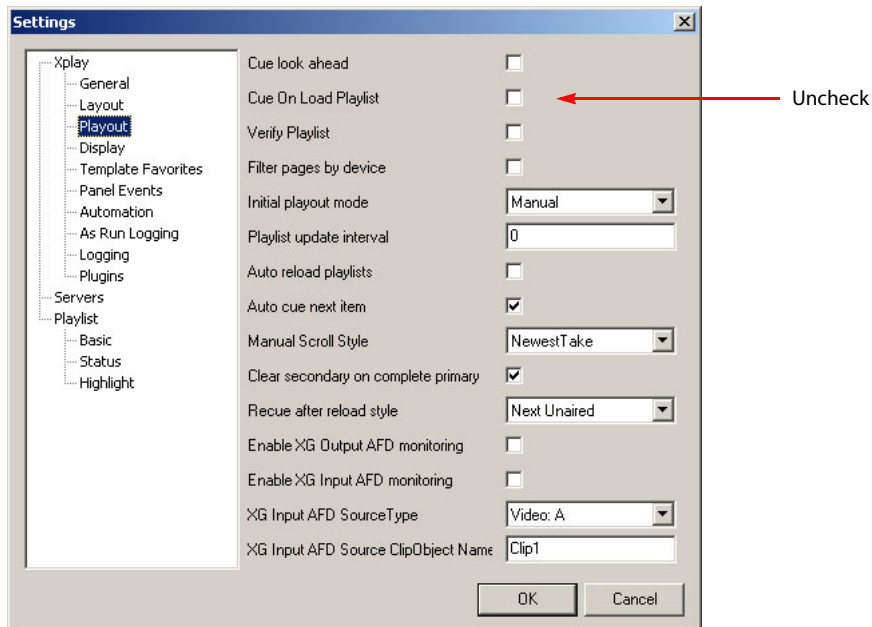 Settings
Xplay
General
Layout
Playout
Display
Template Favorites
Panel Events
Automation
As Run Logging
Logging
Plugins
Servers
Playlist
Basic
Status
Highlight
Cue look ahead
Cue On Load Playlist
Uncheck
Verify Playlist
Filter pages by device
Initial playout mode Manual
Playlist update interval 0
Auto reload playlists
Auto cue next item
Manual Scroll Style NewestTake
Clear secondary on complete primary
Recue after reload style Next Unaired
Enable XG Output AFD monitoring
Enable XG Input AFD monitoring
XG Input AFD SourceType Video: A
XG Input AFD Source ClipObject Name Clip1
OK Cancel